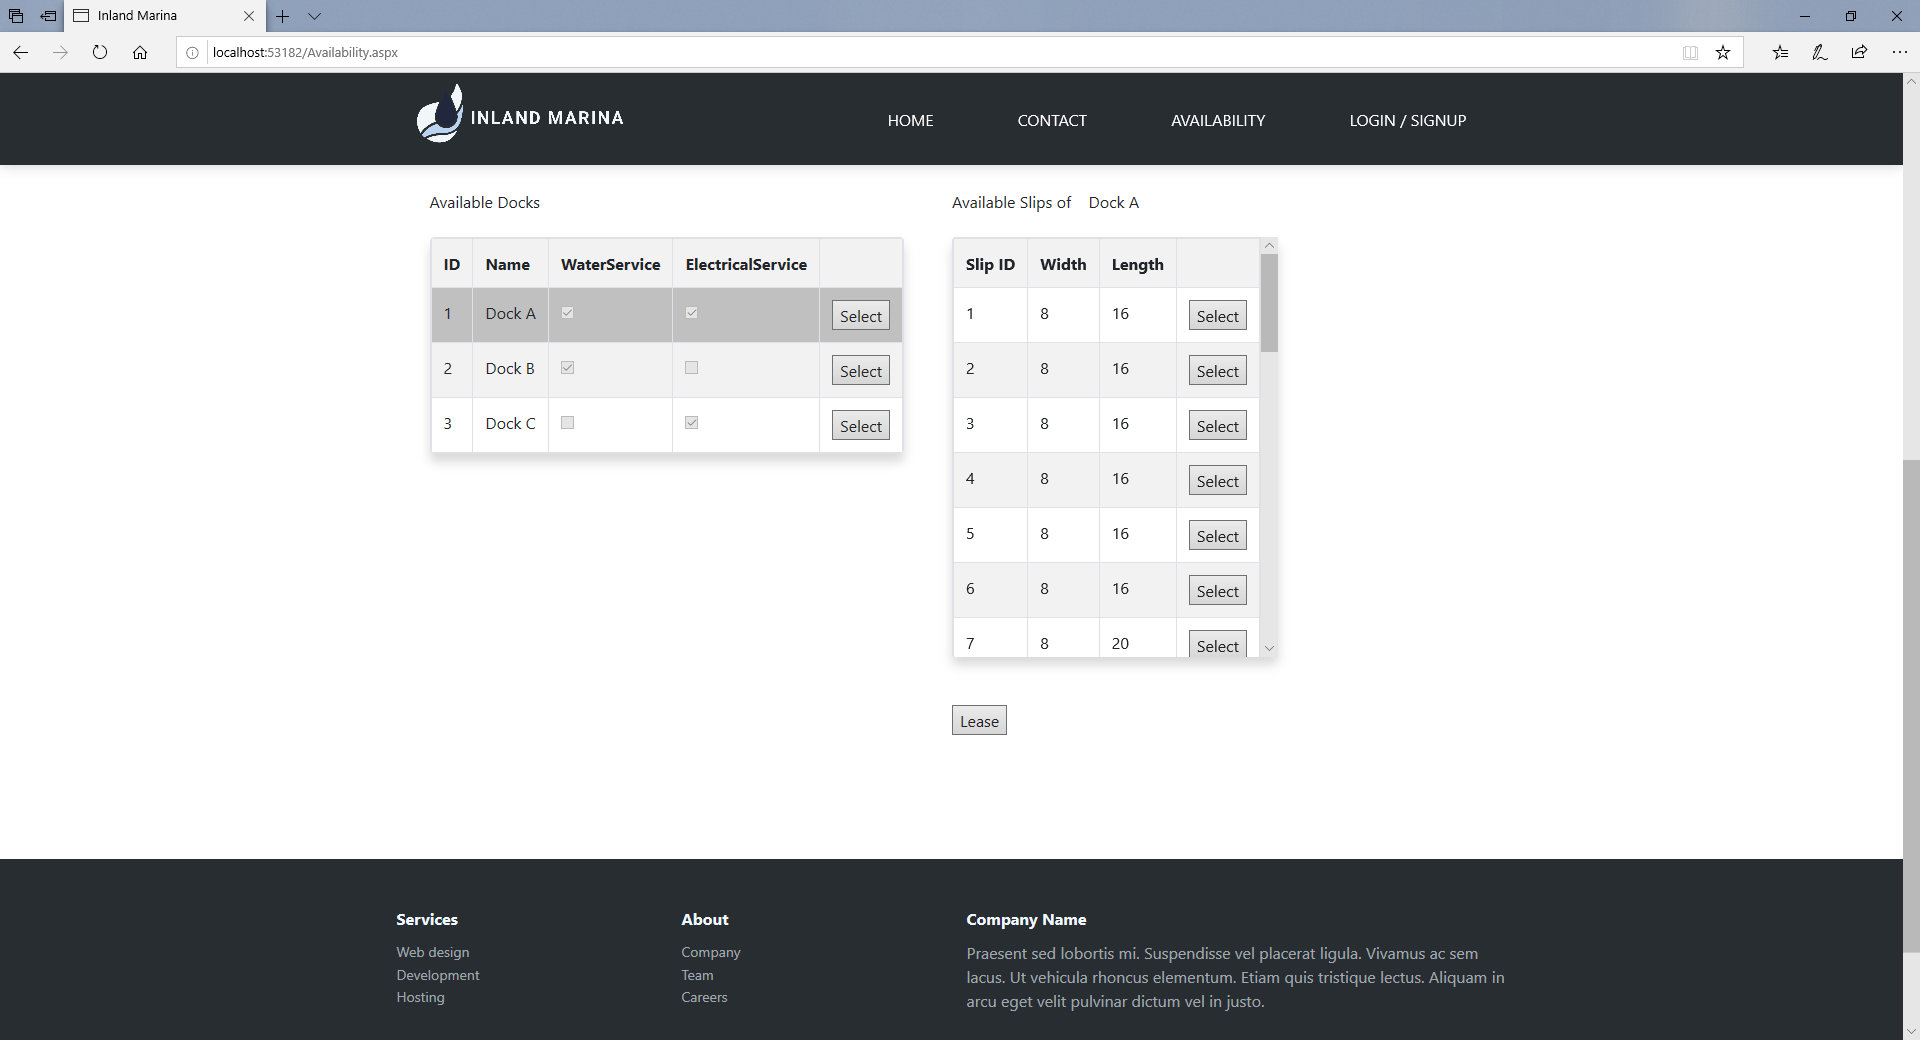 Inland Marina
localhost:53182/Availability.aspx
INLAND MARINA HOME CONTACT AVAILABILITY LOGIN / SIGNUP
Available Docks
ID Name WaterService ElectricalService
1 Dock A Select
2 Dock B Select
3 Dock C Select
Available Slips of Dock A
Slip ID Width Length
1 8 16 Select
2 8 16 Select
3 8 16 Select
4 8 16 Select
5 8 16 Select
6 8 16 Select
7 8 20 Select
Lease
Services
Web design
Development
Hosting
About
Company
Team
Careers
Company Name
Praesent sed lobortis mi. Suspendisse vel placerat ligula. Vivamus ac sem
lacus. Ut vehicula rhoncus elementum. Etiam quis tristique lectus. Aliquam in
arcu eget velit pulvinar dictum vel in justo.